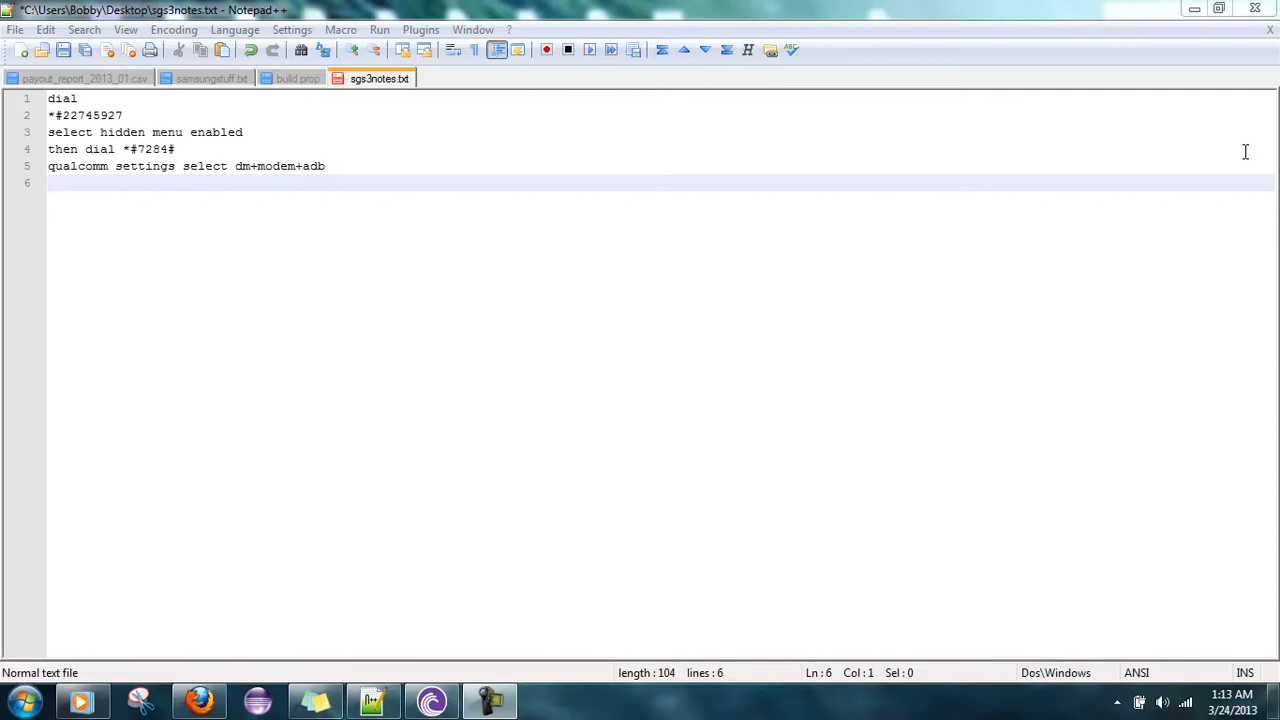 *C:\Users\Bobby\Desktop\sgs3notes.txt - Notepad++
File Edit Search View Encoding Language Settings Macro Run Plugins Window ? X
payout_report_2013_01.csv samsungstuff.txt build.prop sgs3notes.txt
1 dial
2 *#22745927
3 select hidden menu enabled
4 then dial *#7284#
5 qualcomm settings select dm+modem+adb
6
Normal text file length : 104 lines : 6 Ln : 6 Col : 1 Sel : 0 Dos\Windows ANSI INS
1:13 AM
3/24/2013